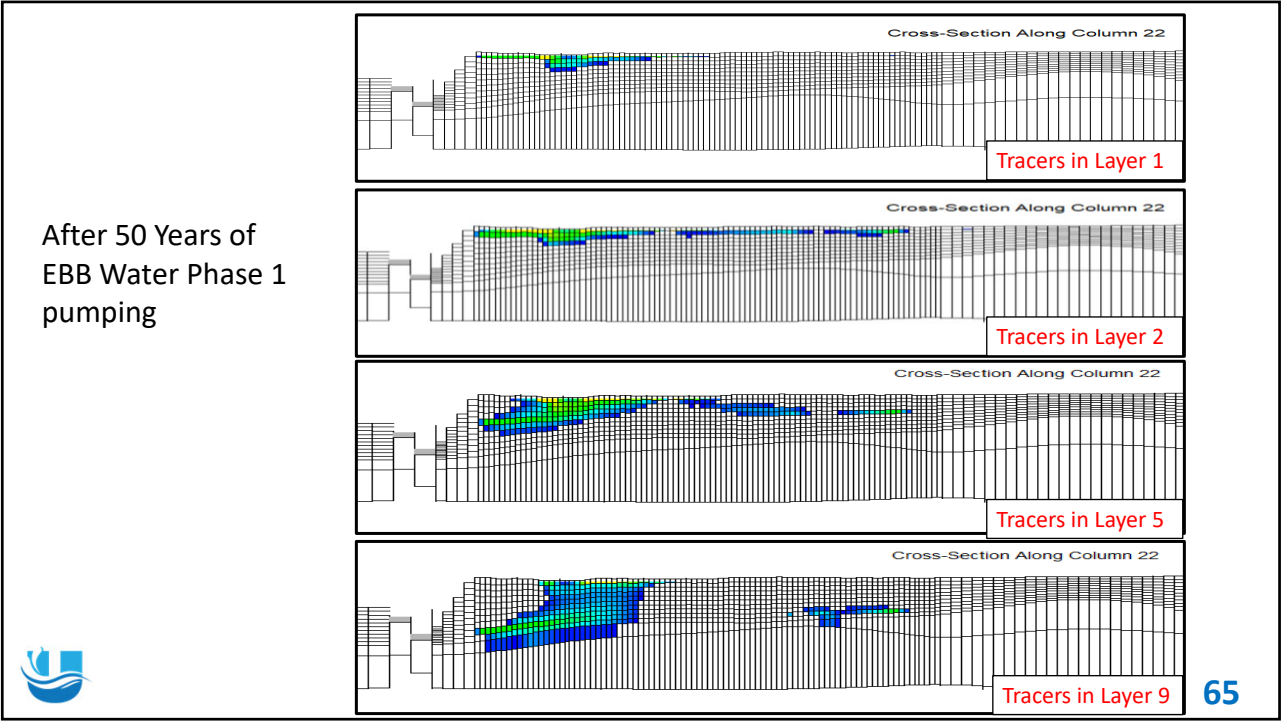 Cross-Section Along Column 22
Tracers in Layer 1
Cross-Section Along Column 22
After 50 Years of
EBB Water Phase 1
pumping
Tracers in Layer 2
Cross-Section Along Column 22
Tracers in Layer 5
Cross-Section Along Column 22
Tracers in Layer 9
65